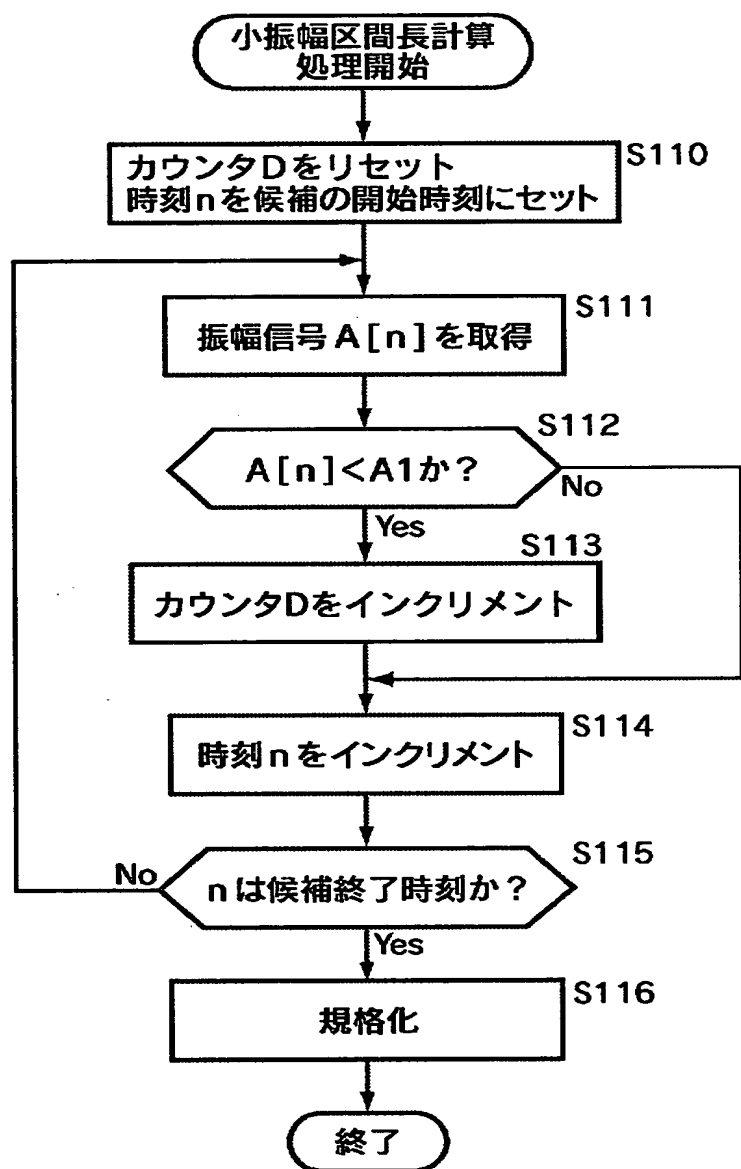 小振幅区間長計算
処理開始
S110
カウンタDをリセット
時刻nを候補の開始時刻にセット
S111
振幅信号A[n]を取得
S112
A[n]<A1か?
No
Yes
S113
カウンタDをインクリメント
S114
時刻nをインクリメント
S115
No
nは候補終了時刻か?
Yes
S116
規格化
終了